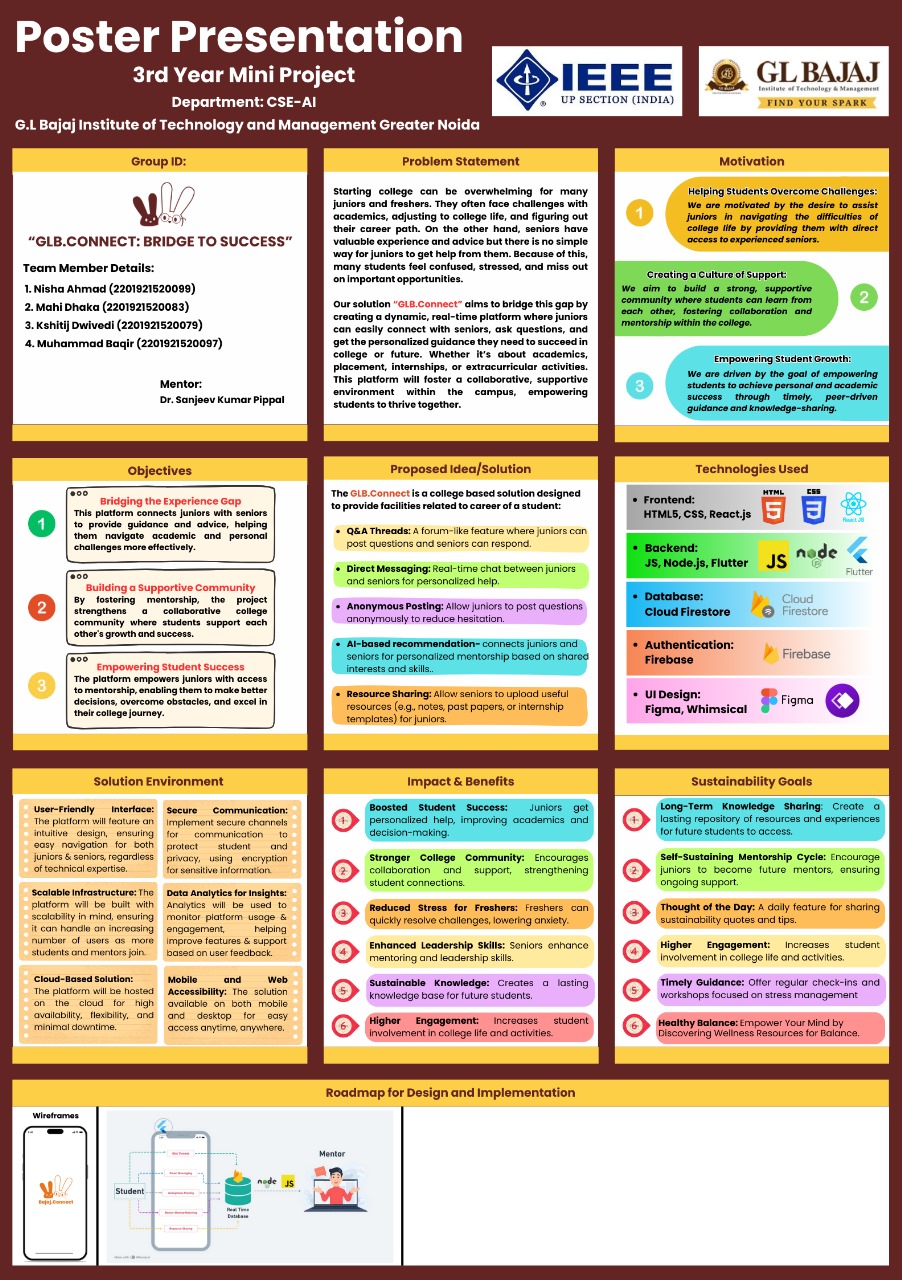 Poster Presentation
3rd Year Mini Project
Department: CSE-AI
G.L Bajaj Institute of Technology and Management Greater Noida
IEEE
®
UP SECTION (INDIA)
GL BAJAJ
Institute of Technology & Management
FIND YOUR SPARK
Group ID:
“GLB.CONNECT: BRIDGE TO SUCCESS”
Team Member Details:
1. Nisha Ahmad (2201921520099)
2. Mahi Dhaka (2201921520083)
3. Kshitij Dwivedi (2201921520079)
4. Muhammad Baqir (2201921520097)
Mentor:
Dr. Sanjeev Kumar Pippal
Problem Statement
Starting college can be overwhelming for many
juniors and freshers. They often face challenges with
academics, adjusting to college life, and figuring out
their career path. On the other hand, seniors have
valuable experience and advice but there is no simple
way for juniors to get help from them. Because of this,
many students feel confused, stressed, and miss out
on important opportunities.
Our solution “GLB.Connect” aims to bridge this gap by
creating a dynamic, real-time platform where juniors
can easily connect with seniors, ask questions, and
get the personalized guidance they need to succeed in
college or future. Whether it’s about academics,
placement, internships, or extracurricular activities.
This platform will foster a collaborative, supportive
environment within the campus, empowering
students to thrive together.
Motivation
1
Helping Students Overcome Challenges:
We are motivated by the desire to assist
juniors in navigating the difficulties of
college life by providing them with direct
access to experienced seniors.
Creating a Culture of Support:
We aim to build a strong, supportive
community where students can learn from
each other, fostering collaboration and
mentorship within the college.
2
3
Empowering Student Growth:
We are driven by the goal of empowering
students to achieve personal and academic
success through timely, peer-driven
guidance and knowledge-sharing.
Objectives
1
Bridging the Experience Gap
This platform connects juniors with seniors
to provide guidance and advice, helping
them navigate academic and personal
challenges more effectively.
2
Building a Supportive Community
By fostering mentorship, the project
strengthens a collaborative college
community where students support each
other's growth and success.
3
Empowering Student Success
The platform empowers juniors with access
to mentorship, enabling them to make better
decisions, overcome obstacles, and excel in
their college journey.
Proposed Idea/Solution
The GLB.Connect is a college based solution designed
to provide facilities related to career of a student:
• Q&A Threads: A forum-like feature where juniors can
post questions and seniors can respond.
• Direct Messaging: Real-time chat between juniors
and seniors for personalized help.
• Anonymous Posting: Allow juniors to post questions
anonymously to reduce hesitation.
• AI-based recommendation- connects juniors and
seniors for personalized mentorship based on shared
interests and skills..
• Resource Sharing: Allow seniors to upload useful
resources (e.g., notes, past papers, or internship
templates) for juniors.
Technologies Used
• Frontend:
HTML5, CSS, React.js
HTML
5
CSS
3
React JS
• Backend:
JS, Node.js, Flutter
JS
node
JS
Flutter
• Database:
Cloud Firestore
Cloud
Firestore
• Authentication:
Firebase
Firebase
• UI Design:
Figma, Whimsical
Figma
Solution Environment
User-Friendly Interface:
The platform will feature an
intuitive design, ensuring
easy navigation for both
juniors & seniors, regardless
of technical expertise.
Secure Communication:
Implement secure channels
for communication to
protect student and
privacy, using encryption
for sensitive information.
Scalable Infrastructure: The
platform will be built with
scalability in mind, ensuring
it can handle an increasing
number of users as more
students and mentors join.
Data Analytics for Insights:
Analytics will be used to
monitor platform usage &
engagement, helping
improve features & support
based on user feedback.
Cloud-Based Solution:
The platform will be hosted
on the cloud for high
availability, flexibility, and
minimal downtime.
Mobile and Web
Accessibility: The solution
available on both mobile
and desktop for easy
access anytime, anywhere.
Impact & Benefits
1
Boosted Student Success: Juniors get
personalized help, improving academics and
decision-making.
2
Stronger College Community: Encourages
collaboration and support, strengthening
student connections.
3
Reduced Stress for Freshers: Freshers can
quickly resolve challenges, lowering anxiety.
4
Enhanced Leadership Skills: Seniors enhance
mentoring and leadership skills.
5
Sustainable Knowledge: Creates a lasting
knowledge base for future students.
6
Higher Engagement: Increases student
involvement in college life and activities.
Sustainability Goals
1
Long-Term Knowledge Sharing: Create a
lasting repository of resources and experiences
for future students to access.
2
Self-Sustaining Mentorship Cycle: Encourage
juniors to become future mentors, ensuring
ongoing support.
3
Thought of the Day: A daily feature for sharing
sustainability quotes and tips.
4
Higher Engagement: Increases student
involvement in college life and activities.
5
Timely Guidance: Offer regular check-ins and
workshops focused on stress management
6
Healthy Balance: Empower Your Mind by
Discovering Wellness Resources for Balance.
Roadmap for Design and Implementation
Wireframes
Bajaj.Connect
Student
Real Time
Database
node
JS
Mentor